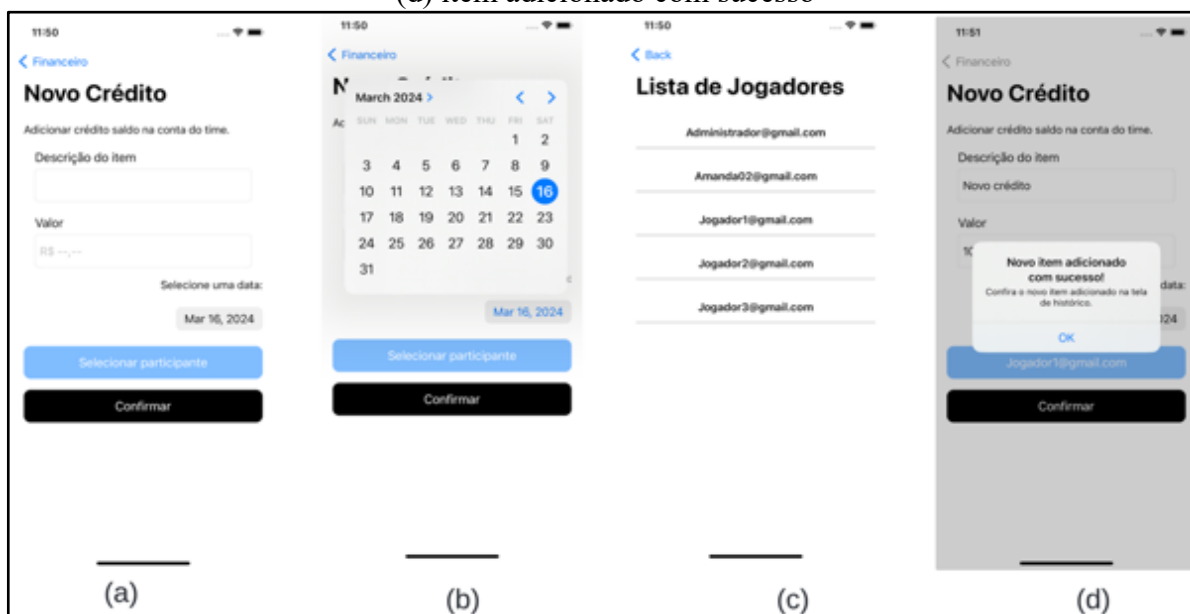 (d) item adicionado com sucesso
11:50
Financeiro
Novo Crédito
Adicionar crédito saldo na conta do time.
Descrição do item
Valor
R$ --,--
Selecione uma data:
Mar 16, 2024
Selecionar participante
Confirmar
(a)
11:50
Financeiro
March 2024
SUN MON TUE WED THU FRI SAT
1 2
3 4 5 6 7 8 9
10 11 12 13 14 15 16
17 18 19 20 21 22 23
24 25 26 27 28 29 30
31
Mar 16, 2024
Selecionar participante
Confirmar
(b)
11:50
Back
Lista de Jogadores
Administrador@gmail.com
Amanda02@gmail.com
Jogador1@gmail.com
Jogador2@gmail.com
Jogador3@gmail.com
(c)
11:51
Financeiro
Novo Crédito
Adicionar crédito saldo na conta do time.
Descrição do item
Novo crédito
Valor
Novo item adicionado
com sucesso!
Confira o novo item adicionado na tela
de histórico.
data:
OK
Jogador1@gmail.com
Confirmar
(d)